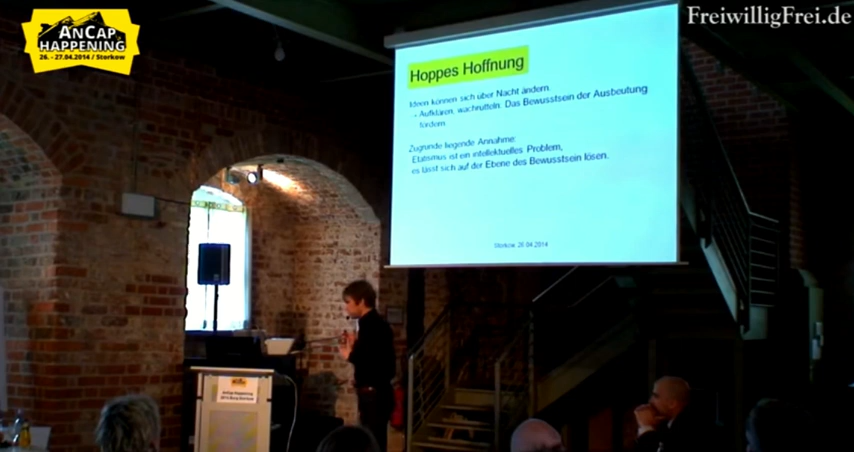 FreiwilligFrei.de
ANCAP
HAPPENING
26. - 27.04.2014 / Storkow
Hoppes Hoffnung
Ideen können sich über Nacht ändern.
- Aufklären, wachrütteln. Das Bewusstsein der Ausbeutung
fördern.
Zugrunde liegende Annahme:
Etatismus ist ein intellektuelles Problem,
es lässt sich auf der Ebene des Bewusstsein lösen.
Storkow, 26.04.2014